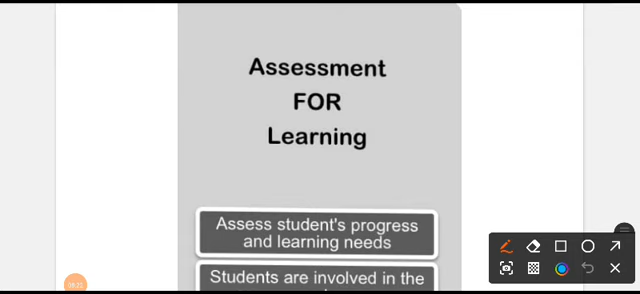 Assessment
FOR
Learning
Assess student's progress
and learning needs
Students are involved in the